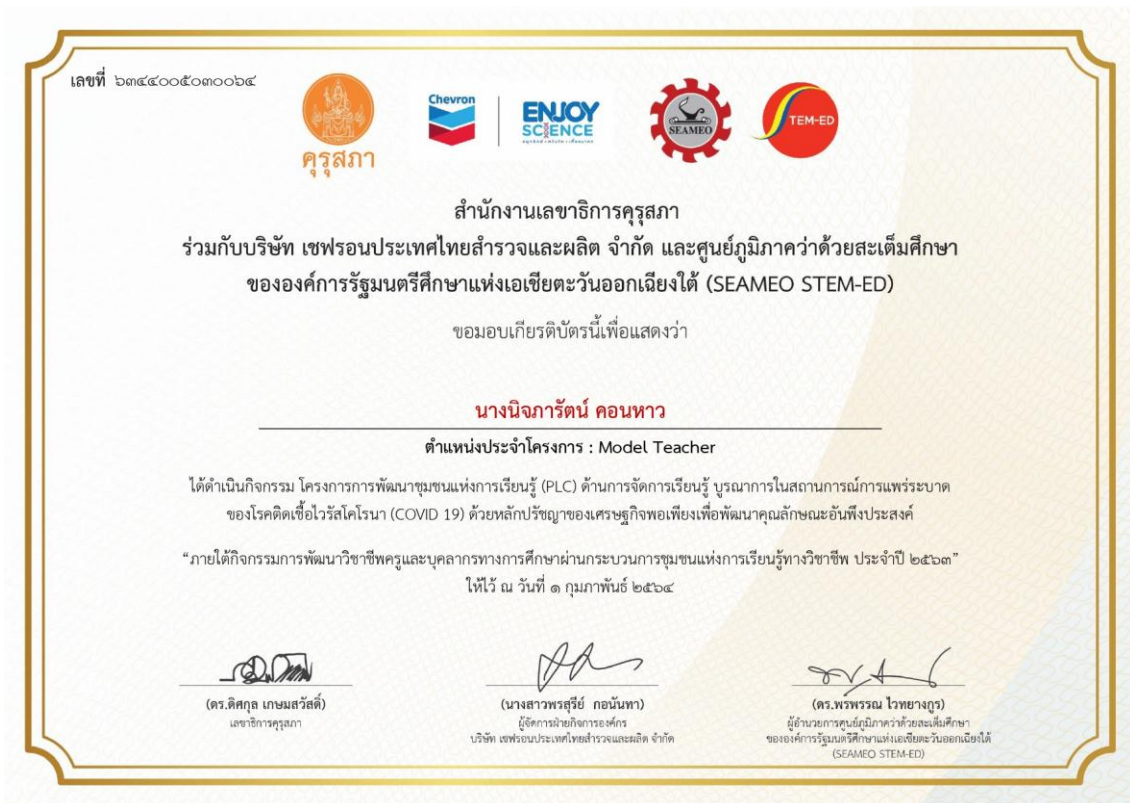 เลขที่ ๖๓๔๔๐๐๕๐๓๐๐๖๔
คุรุสภา
Chevron
ENJOY
SCIENCE
SEAMEO
TEM-ED
สำนักงานเลขาธิการคุรุสภา
ร่วมกับบริษัท เชฟรอนประเทศไทยสำรวจและผลิต จำกัด และศูนย์ภูมิภาคว่าด้วยสะเต็มศึกษา
ขององค์การรัฐมนตรีศึกษาแห่งเอเชียตะวันออกเฉียงใต้ (SEAMEO STEM-ED)
ขอมอบเกียรติบัตรนี้เพื่อแสดงว่า
นางนิจภารัตน์ คอนหาว
ตำแหน่งประจำโครงการ : Model Teacher
ได้ดำเนินกิจกรรม โครงการการพัฒนาชุมชนแห่งการเรียนรู้ (PLC) ด้านการจัดการเรียนรู้ บูรณาการในสถานการณ์การแพร่ระบาด
ของโรคติดเชื้อไวรัสโคโรนา (COVID 19) ด้วยหลักปรัชญาของเศรษฐกิจพอเพียงเพื่อพัฒนาคุณลักษณะอันพึงประสงค์
“ภายใต้กิจกรรมการพัฒนาวิชาชีพครูและบุคลากรทางการศึกษาผ่านกระบวนการชุมชนแห่งการเรียนรู้ทางวิชาชีพ ประจำปี ๒๕๖๓”
ให้ไว้ ณ วันที่ ๑ กุมภาพันธ์ ๒๕๖๔
(ดร.ดิศกุล เกษมสวัสดิ์)
เลขาธิการคุรุสภา
(นางสาวพรสุรีย์ กอนันทา)
ผู้จัดการฝ่ายกิจการองค์กร
บริษัท เชฟรอนประเทศไทยสำรวจและผลิต จำกัด
(ดร.พรพรรณ ไวทยางกูร)
ผู้อำนวยการศูนย์ภูมิภาคว่าด้วยสะเต็มศึกษา
ขององค์การรัฐมนตรีศึกษาแห่งเอเชียตะวันออกเฉียงใต้
(SEAMEO STEM-ED)